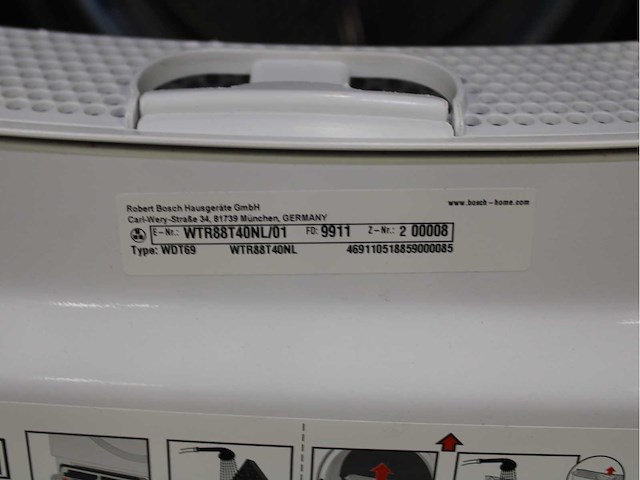 Robert Bosch Hausgeräte GmbH
www.bosch-home.com
Carl-Wery-Straße 34, 81739 München, GERMANY
E-Nr.: WTR88T40NL/01 FD: 9911 Z-Nr.: 2 00008
Type: WDT69 WTR88T40NL 469110518859000085